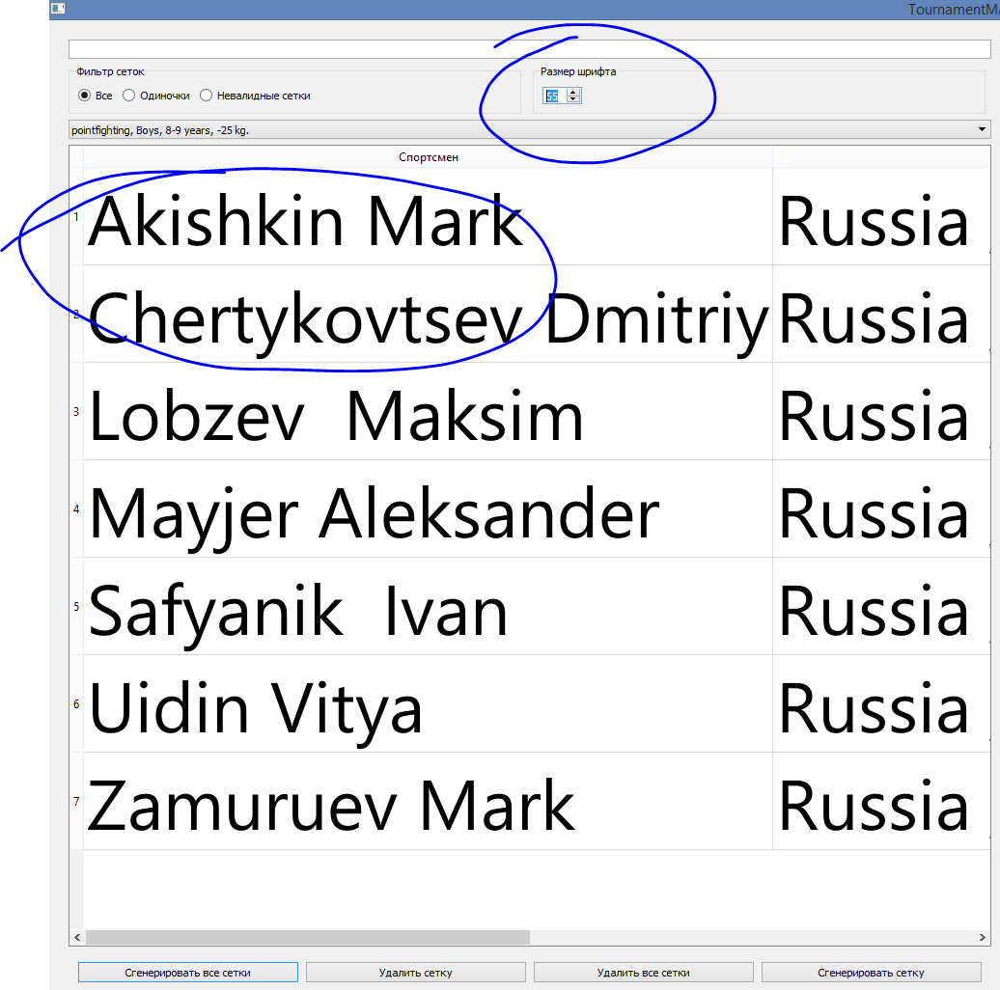 TournamentMa
Фильтр сеток
Размер шрифта
Все Одиночки Невалидные сетки
55
pointfighting, Boys, 8-9 years, -25 kg.
Спортсмен
1 Akishkin Mark Russia
2 Chertykovtsev Dmitriy Russia
3 Lobzev Maksim Russia
4 Mayjer Aleksander Russia
5 Safyanik Ivan Russia
6 Uidin Vitya Russia
7 Zamuruev Mark Russia
Сгенерировать все сетки Удалить сетку Удалить все сетки Сгенерировать сетку